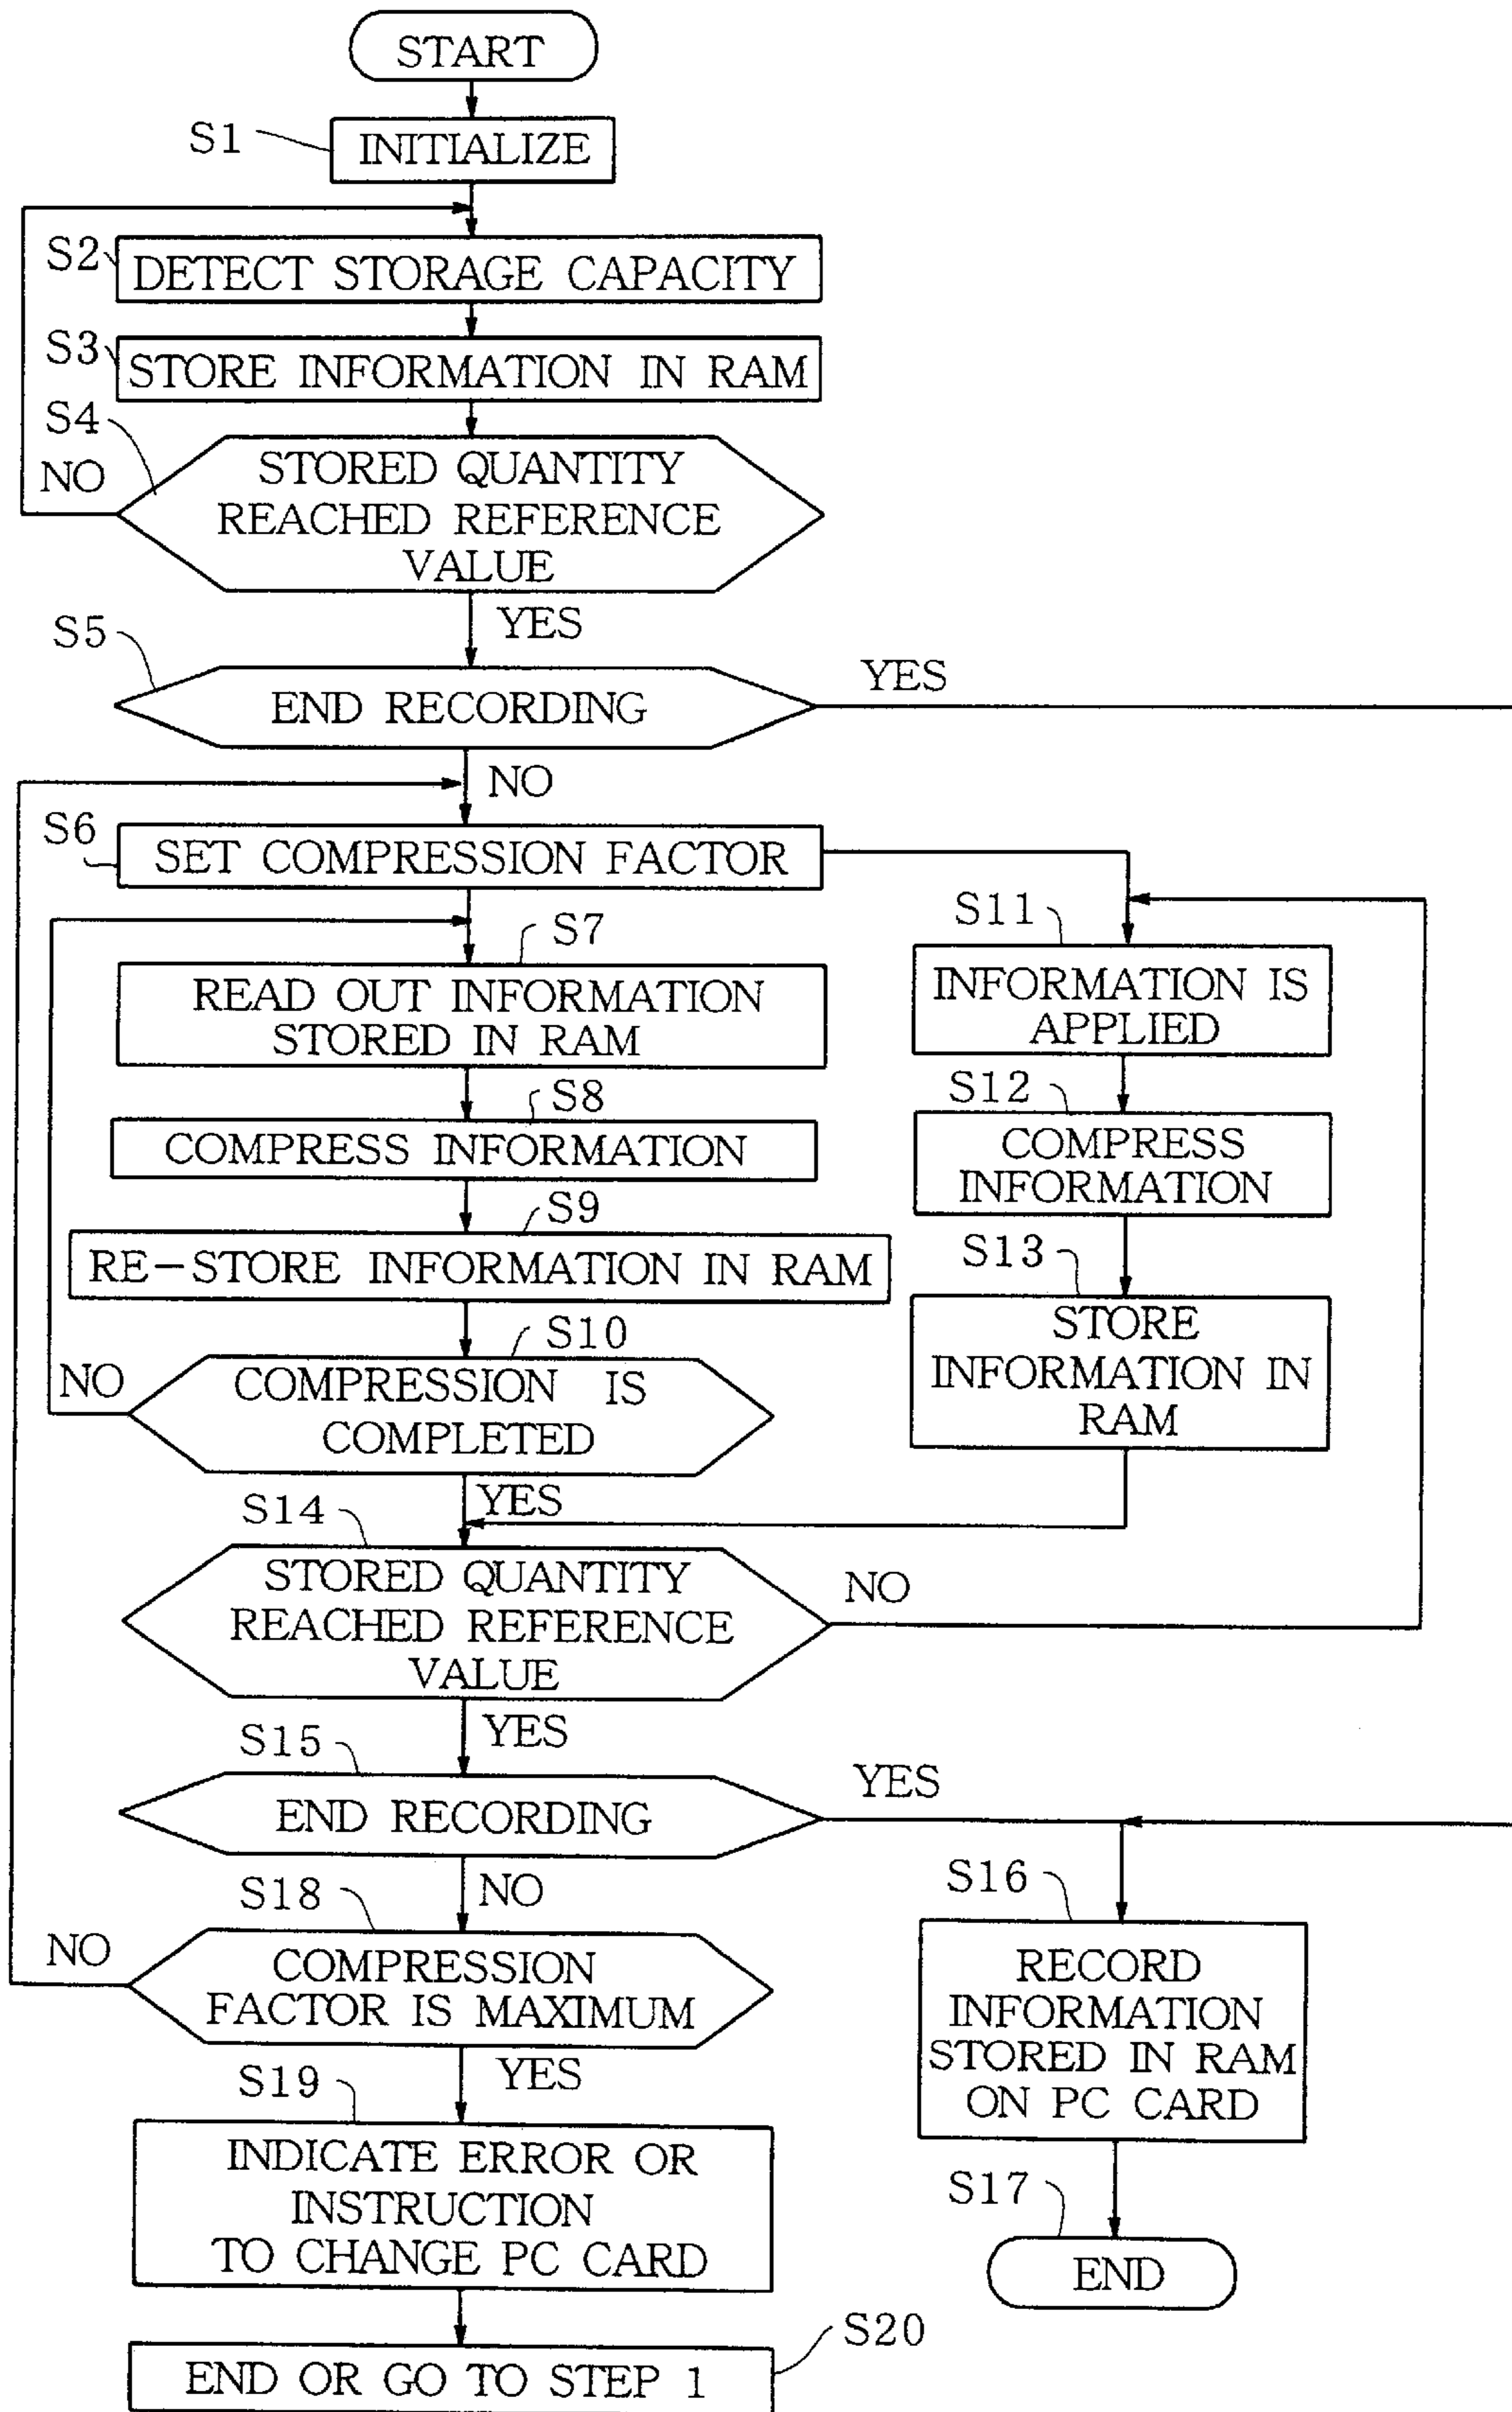 START
S1
INITIALIZE
S2
DETECT STORAGE CAPACITY
S3
STORE INFORMATION IN RAM
S4
NO
STORED QUANTITY
REACHED REFERENCE
VALUE
YES
S5
YES
END RECORDING
NO
S6
SET COMPRESSION FACTOR
S7
READ OUT INFORMATION
STORED IN RAM
S8
COMPRESS INFORMATION
S9
RE-STORE INFORMATION IN RAM
S10
NO
COMPRESSION IS
COMPLETED
YES
S11
INFORMATION IS
APPLIED
S12
COMPRESS
INFORMATION
S13
STORE
INFORMATION IN
RAM
S14
STORED QUANTITY
REACHED REFERENCE
VALUE
NO
YES
S15
YES
END RECORDING
NO
S18
NO
COMPRESSION
FACTOR IS MAXIMUM
YES
S19
INDICATE ERROR OR
INSTRUCTION
TO CHANGE PC CARD
S20
END OR GO TO STEP 1
S16
RECORD
INFORMATION
STORED IN RAM
ON PC CARD
S17
END